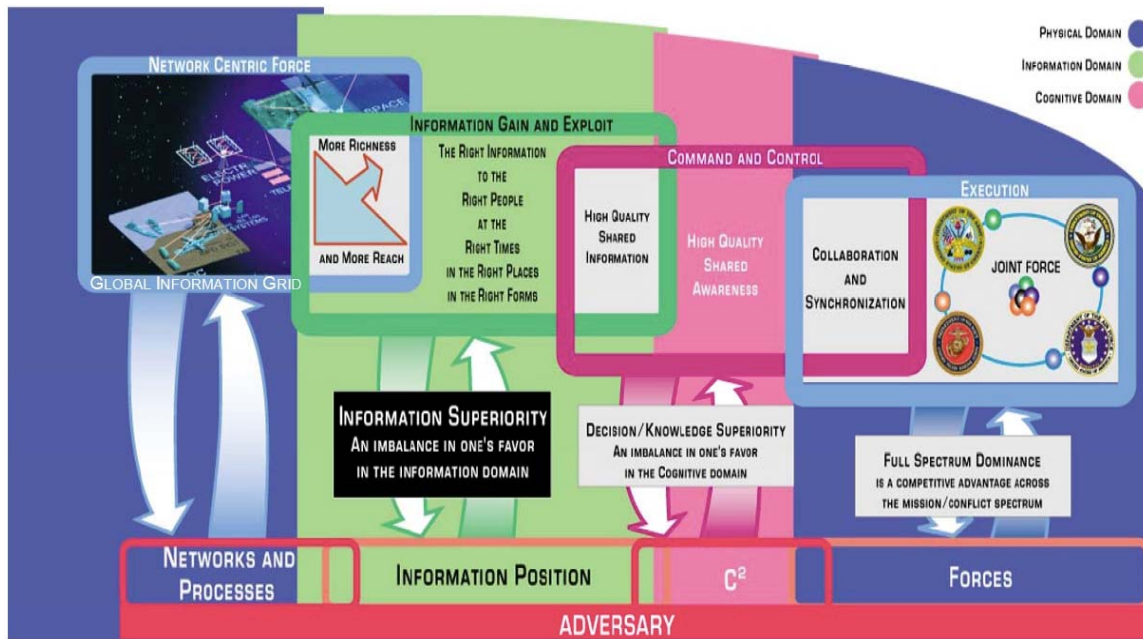 PHYSICAL DOMAIN
INFORMATION DOMAIN
COGNITIVE DOMAIN
NETWORK CENTRIC FORCE
SPACE
ELECTR
POWER
TELE
GLOBAL INFORMATION GRID
INFORMATION GAIN AND EXPLOIT
MORE RICHNESS
AND MORE REACH
THE RIGHT INFORMATION
TO THE
RIGHT PEOPLE
AT THE
RIGHT TIMES
IN THE RIGHT PLACES
IN THE RIGHT FORMS
COMMAND AND CONTROL
HIGH QUALITY
SHARED
INFORMATION
HIGH QUALITY
SHARED
AWARENESS
EXECUTION
COLLABORATION
AND
SYNCHRONIZATION
JOINT FORCE
INFORMATION SUPERIORITY
AN IMBALANCE IN ONE'S FAVOR
IN THE INFORMATION DOMAIN
DECISION/KNOWLEDGE SUPERIORITY
AN IMBALANCE IN ONE'S FAVOR
IN THE COGNITIVE DOMAIN
FULL SPECTRUM DOMINANCE
IS A COMPETITIVE ADVANTAGE ACROSS
THE MISSION/CONFLICT SPECTRUM
NETWORKS AND
PROCESSES
INFORMATION POSITION
C²
FORCES
ADVERSARY